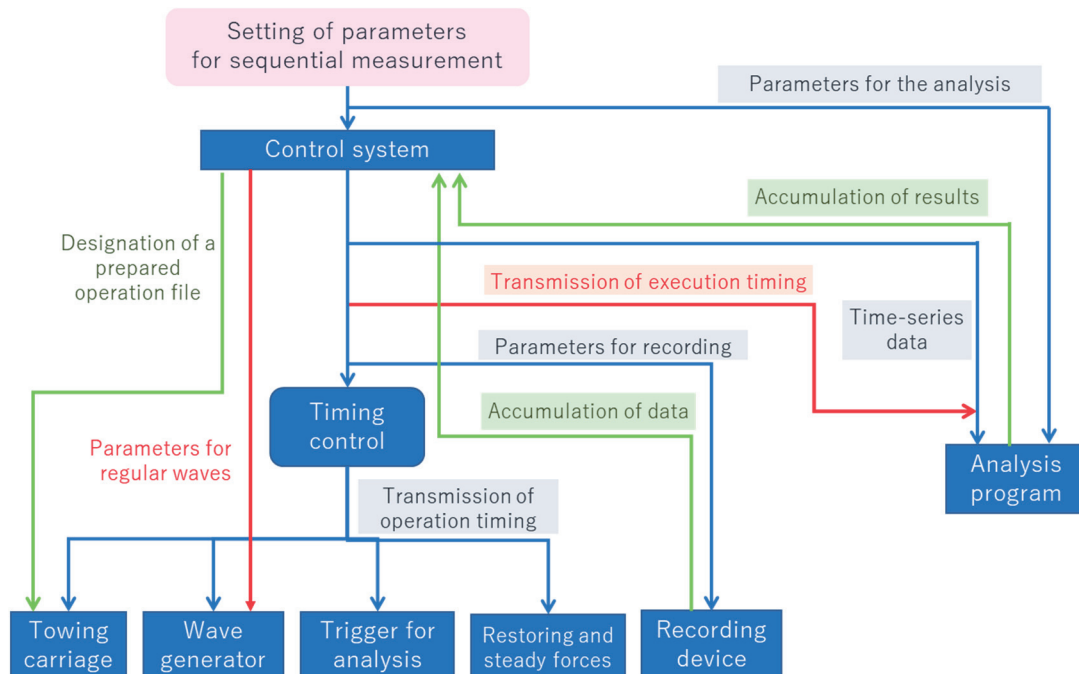 Setting of parameters
for sequential measurement
Parameters for the analysis
Control system
Accumulation of results
Designation of a
prepared
operation file
Transmission of execution timing
Time-series
data
Parameters for recording
Timing
control
Accumulation of data
Parameters for
regular waves
Analysis
program
Transmission of
operation timing
Towing
carriage
Wave
generator
Trigger for
analysis
Restoring and
steady forces
Recording
device